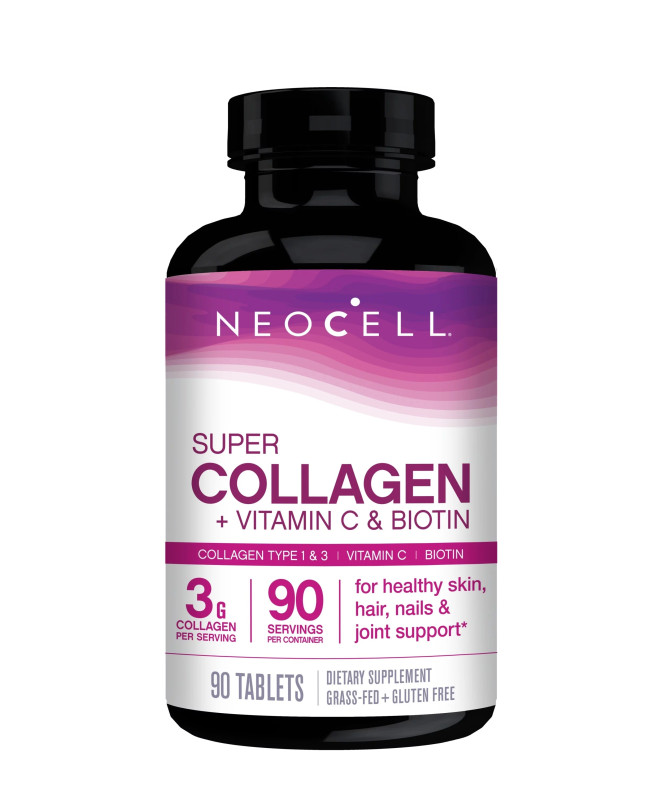 NEOCELL®
SUPER
COLLAGEN
+ VITAMIN C & BIOTIN
COLLAGEN TYPE 1 & 3 | VITAMIN C | BIOTIN
3G
COLLAGEN
PER SERVING
90
SERVINGS
PER CONTAINER
for healthy skin,
hair, nails &
joint support*
90 TABLETS
DIETARY SUPPLEMENT
GRASS-FED + GLUTEN FREE